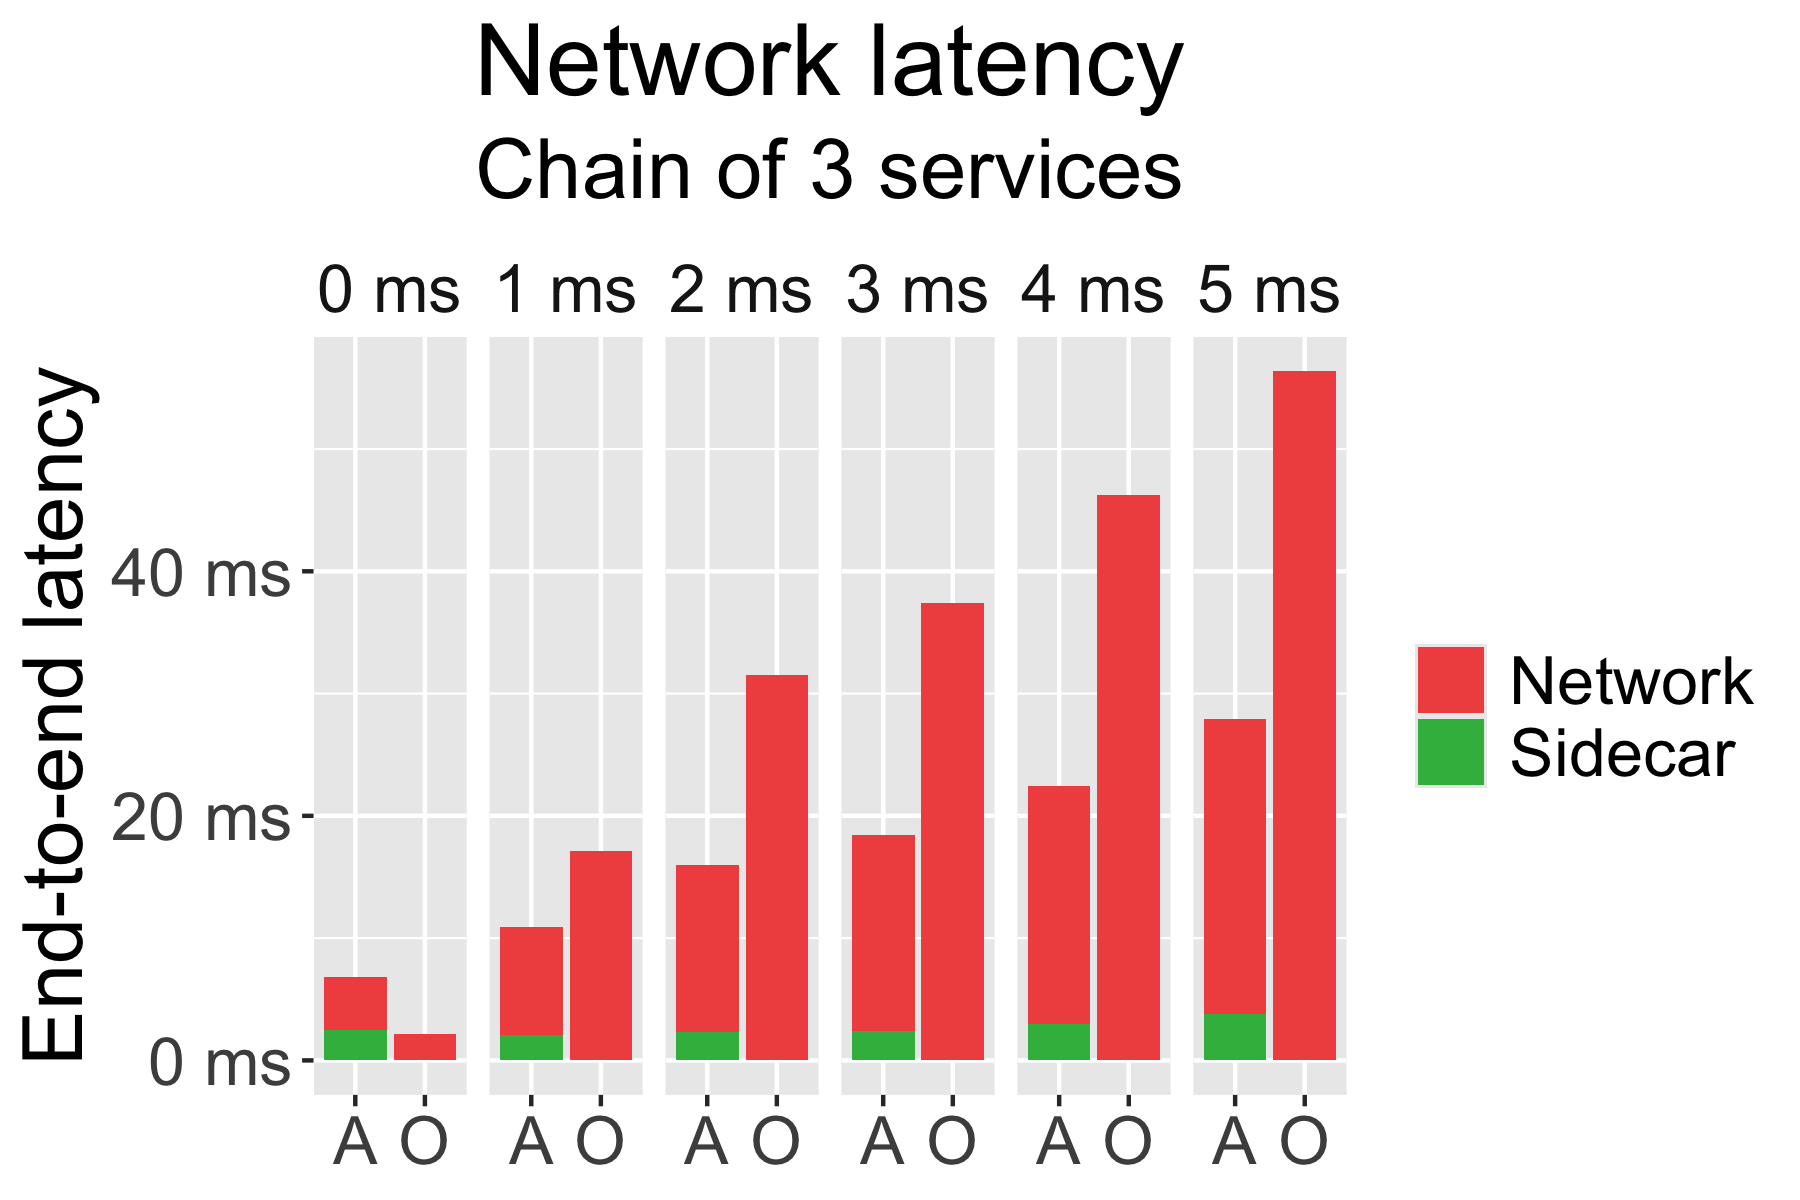 Network latency
Chain of 3 services
0 ms 1 ms 2 ms 3 ms 4 ms 5 ms
End-to-end latency
40 ms
20 ms
0 ms
A O A O A O A O A O A O
Network
Sidecar